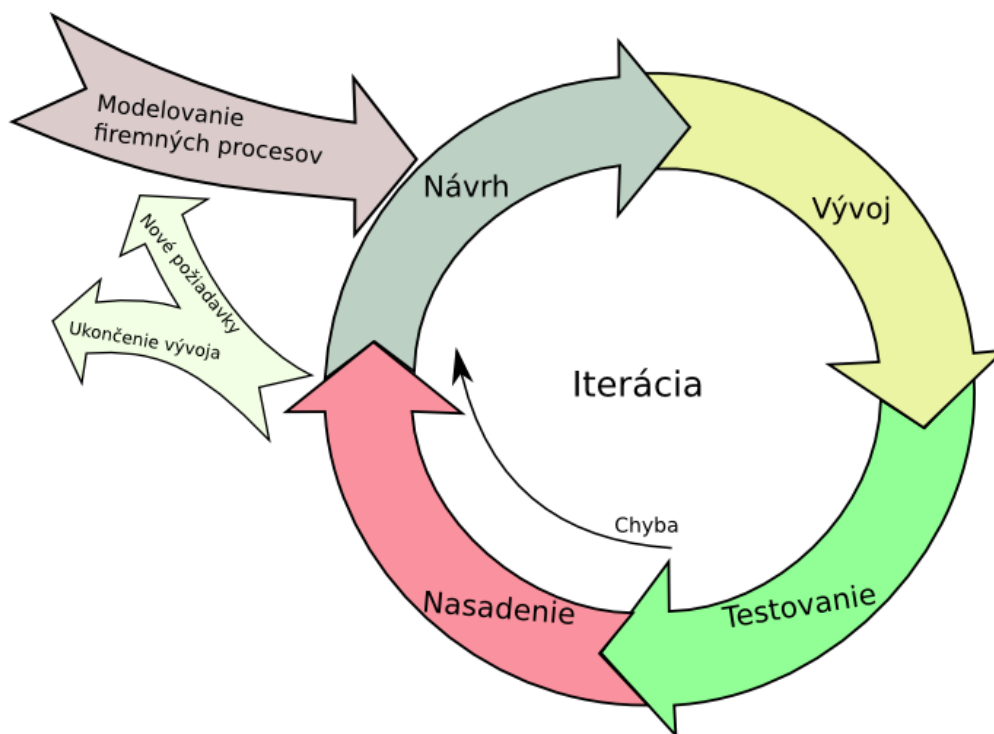 Modelovanie
firemných procesov
Návrh
Vývoj
Nové požiadavky
Ukončenie vývoja
Iterácia
Chyba
Nasadenie
Testovanie